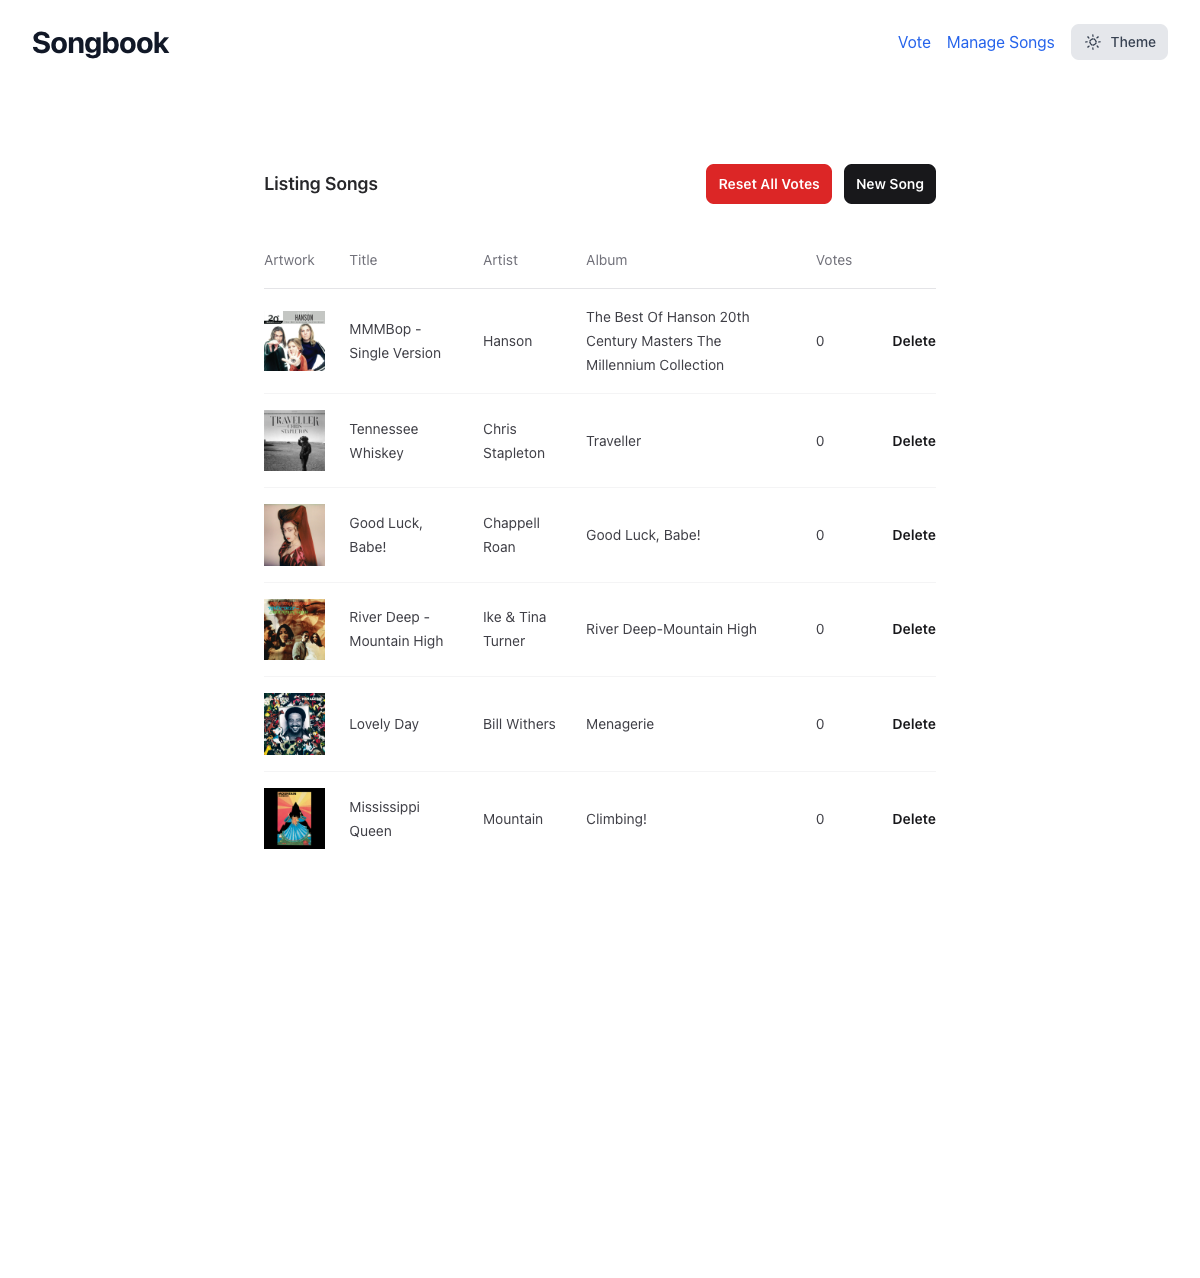 Songbook
Vote
Manage Songs
Theme
Listing Songs
Reset All Votes
New Song
Artwork
Title
Artist
Album
Votes
HANSON
MMMBop -
Single Version
Hanson
The Best Of Hanson 20th
Century Masters The
Millennium Collection
0
Delete
TRAVELLER
Tennessee
Whiskey
Chris
Stapleton
Traveller
0
Delete
Good Luck,
Babe!
Chappell
Roan
Good Luck, Babe!
0
Delete
River Deep -
Mountain High
Ike & Tina
Turner
River Deep-Mountain High
0
Delete
Lovely Day
Bill Withers
Menagerie
0
Delete
Mississippi
Queen
Mountain
Climbing!
0
Delete